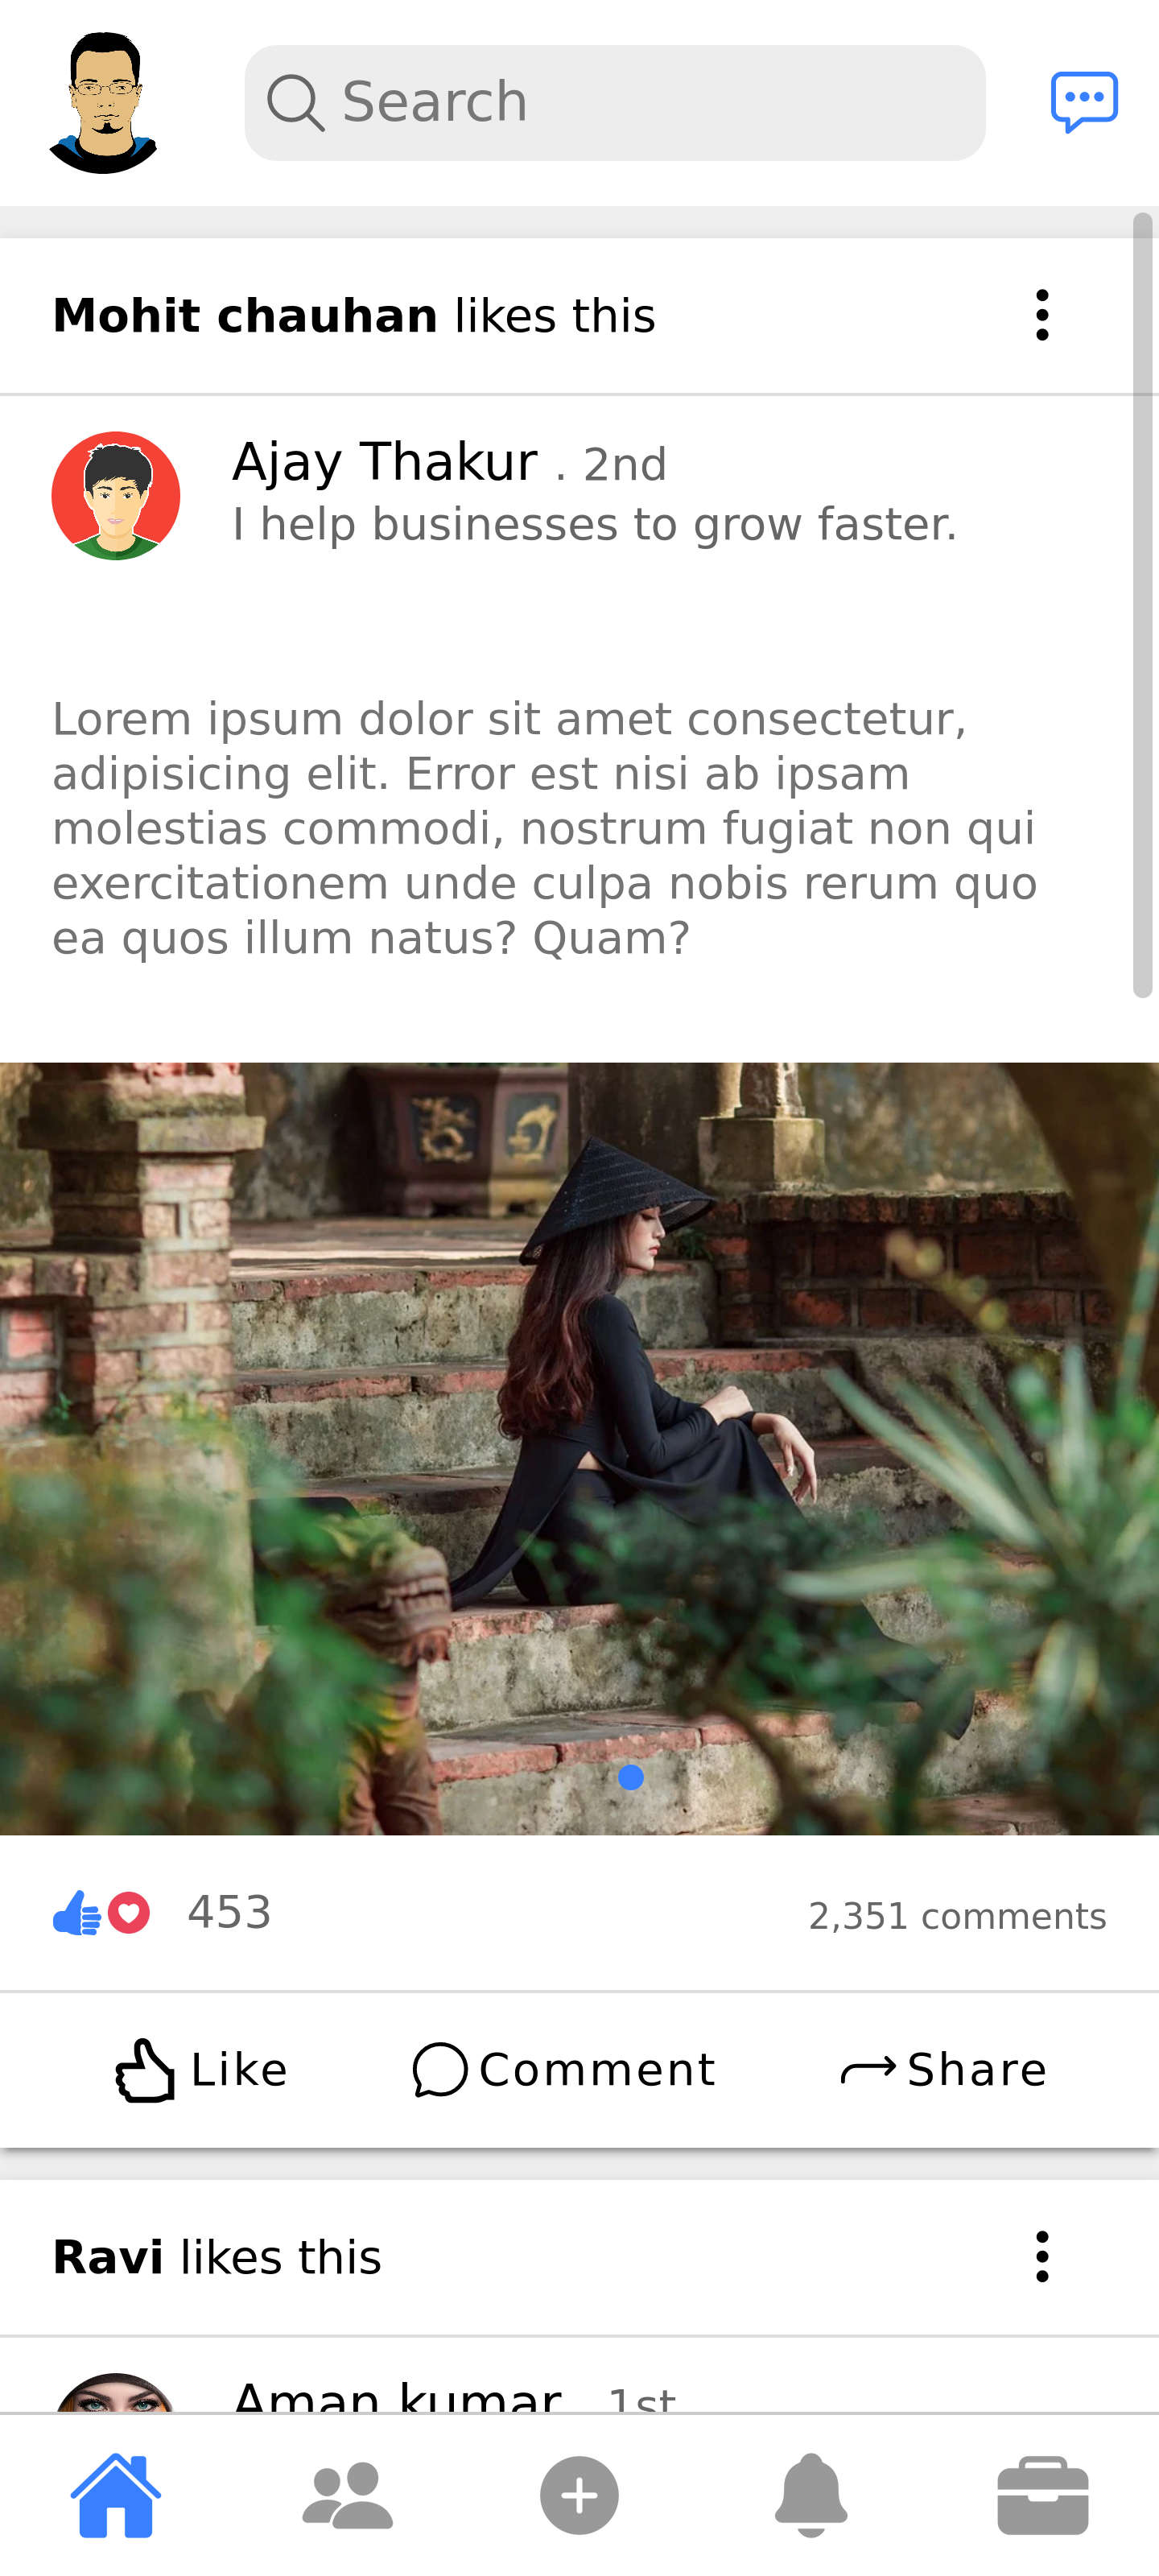 Search
Mohit chauhan likes this
Ajay Thakur . 2nd
I help businesses to grow faster.
Lorem ipsum dolor sit amet consectetur,
adipisicing elit. Error est nisi ab ipsam
molestias commodi, nostrum fugiat non qui
exercitationem unde culpa nobis rerum quo
ea quos illum natus? Quam?
453
2,351 comments
Like Comment Share
Ravi likes this
Aman kumar 1st